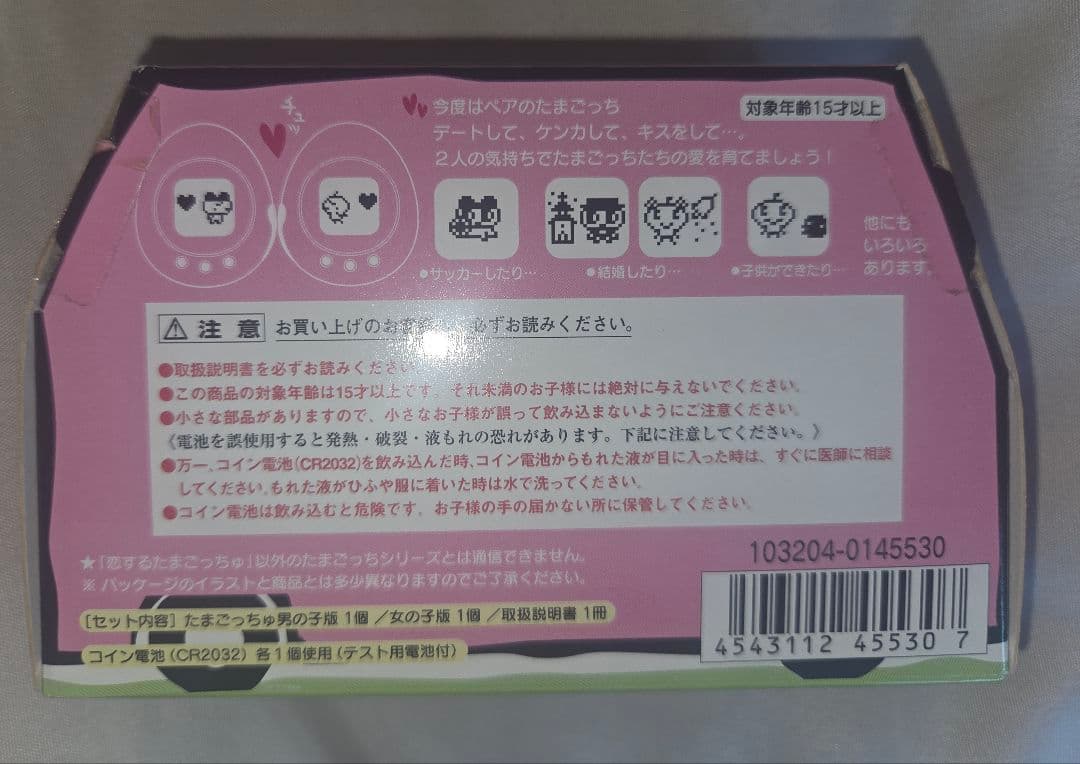 チュッ
今度はペアのたまごっち
対象年齢15才以上
デートして、ケンカして、キスをして…。
2人の気持ちでたまごっちたちの愛を育てましょう!
●サッカーしたり…
●結婚したり…
●子供ができたり…
他にも
いろいろ
あります。
⚠ 注意 お買い上げのお 必ずお読みください。
●取扱説明書を必ずお読みください
●この商品の対象年齢は15才以上です。それ未満のお子様には絶対に与えないでください。
●小さな部品がありますので、小さなお子様が誤って飲み込まないようにご注意ください。
《電池を誤使用すると発熱・破裂・液もれの恐れがあります。下記に注意してください。》
●万一、コイン電池(CR2032)を飲み込んだ時、コイン電池からもれた液が目に入った時は、すぐに医師に相談
してください。もれた液がひふや服に着いた時は水で洗ってください。
●コイン電池は飲み込むと危険です。お子様の手の届かない所に保管してください。
★「恋するたまごっちゅ」以外のたまごっちシリーズとは通信できません。
※パッケージのイラストと商品とは多少異なりますのでご了承ください。
103204-0145530
[セット内容] たまごっちゅ男の子版1個/女の子版1個/取扱説明書1冊
コイン電池(CR2032)各1個使用(テスト用電池付)
4543112 455307